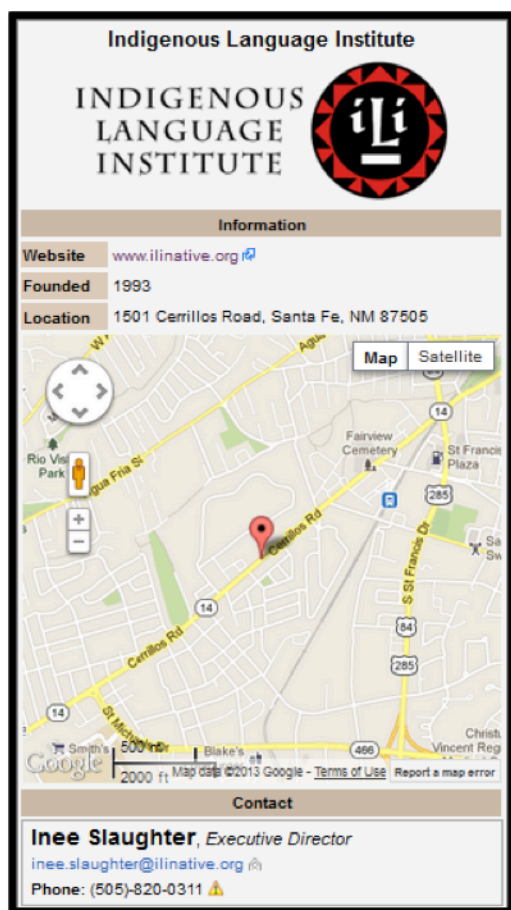 Indigenous Language Institute
INDIGENOUS
LANGUAGE
INSTITUTE
iLi
Information
Website www.ilinative.org
Founded 1993
Location 1501 Cerrillos Road, Santa Fe, NM 87505
Map Satellite
Agua
14
Fairview
Cemetery
St Francis
Plaza
Rio Vista
Park
Agua Fria St
285
Cerrillos Rd
S St Francis Dr
14
84
Cerrillos Rd
285
14
St Michaels Dr
Smith's
500 m
Blake's
466
Christu
Vincent Reg
Google
2000 ft
Map data ©2013 Google - Terms of Use
Report a map error
Contact
Inee Slaughter, Executive Director
inee.slaughter@ilinative.org
Phone: (505)-820-0311